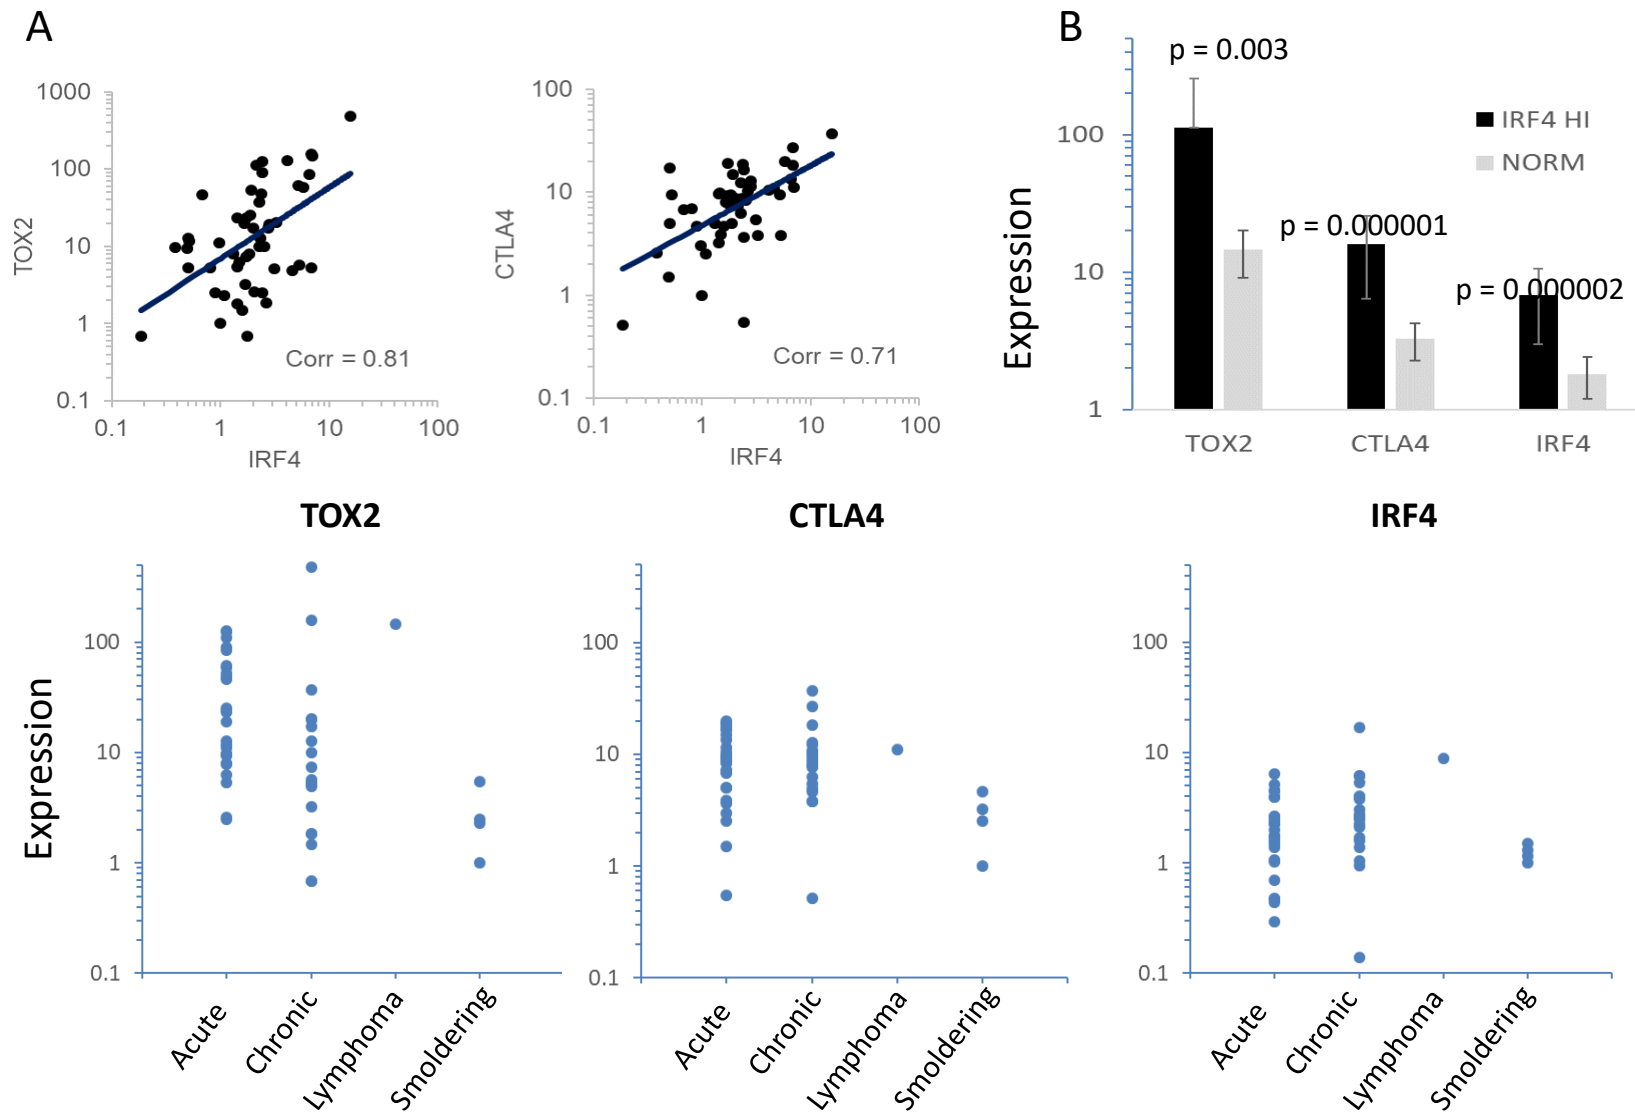 A
B
TOX2
1000
100
10
1
0.1
0.1
1
10
100
IRF4
Corr = 0.81
CTLA4
100
10
1
0.1
0.1
1
10
100
IRF4
Corr = 0.71
Expression
100
10
1
p = 0.003
p = 0.000001
p = 0.000002
IRF4 HI
NORM
TOX2
CTLA4
IRF4
TOX2
Expression
100
10
1
0.1
Acute
Chronic
Lymphoma
Smoldering
CTLA4
100
10
1
0.1
Acute
Chronic
Lymphoma
Smoldering
IRF4
100
10
1
0.1
Acute
Chronic
Lymphoma
Smoldering